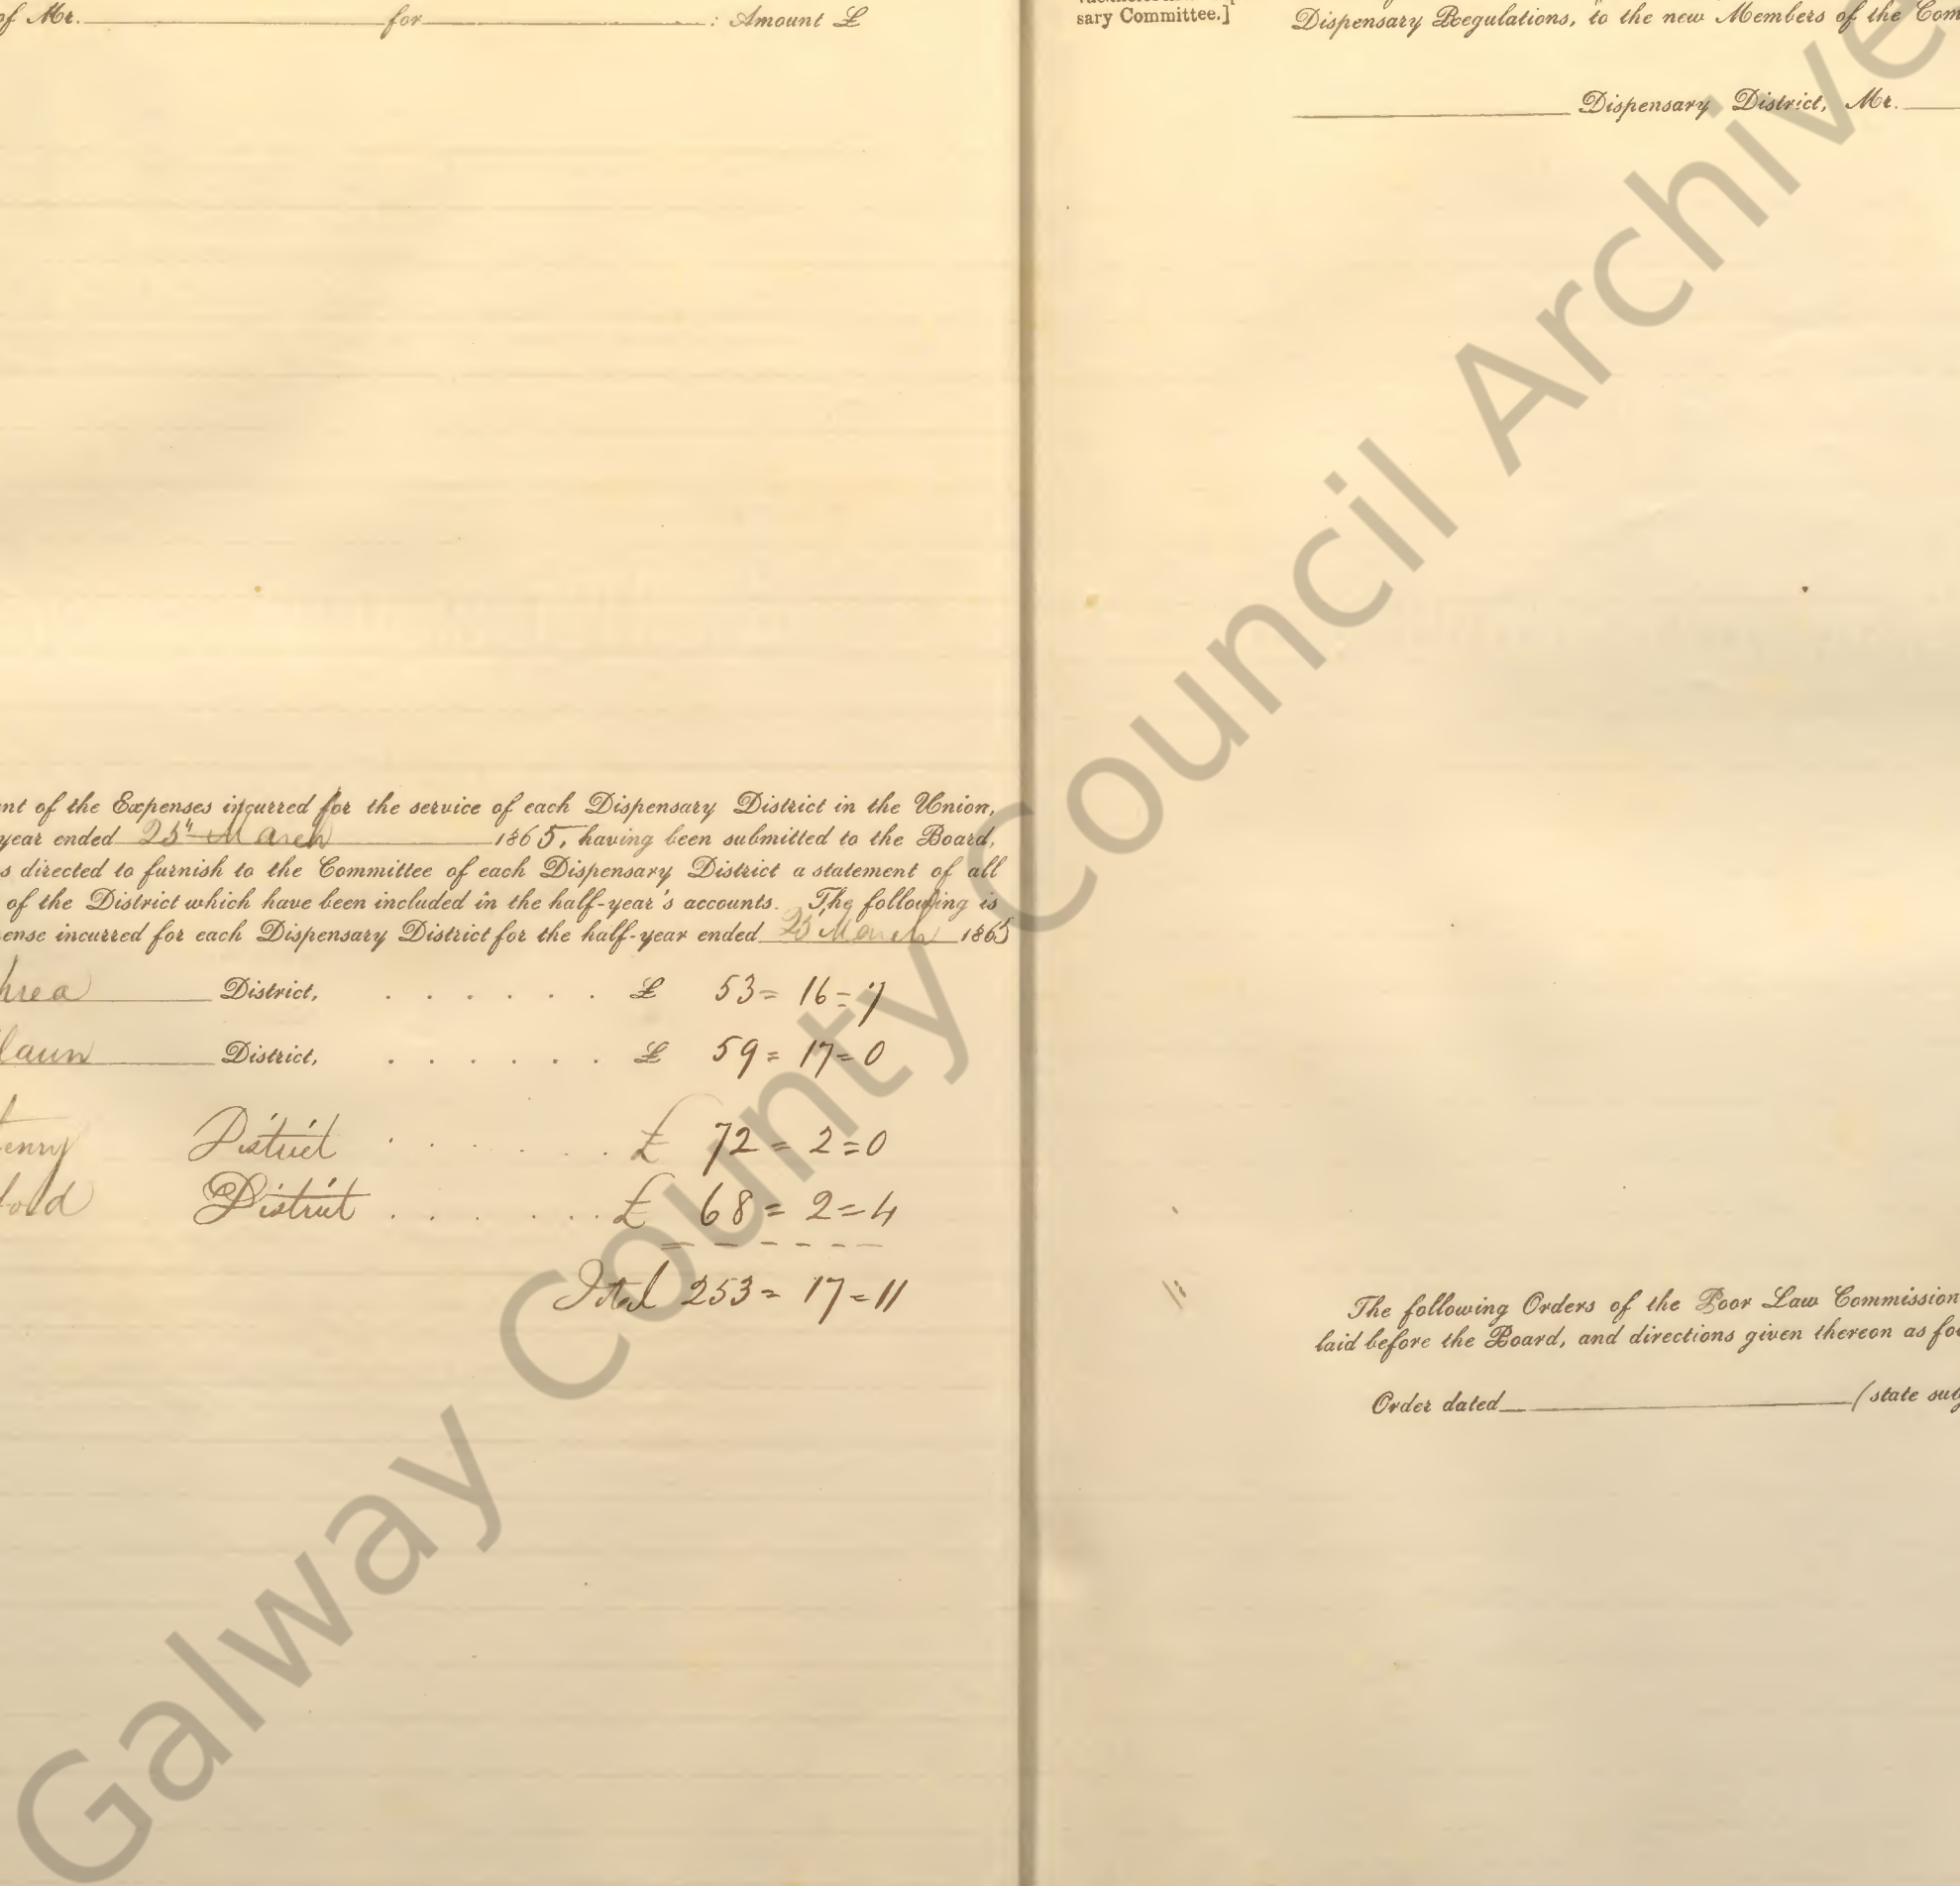 of Mr. for : Amount £
nt of the Expenses incurred for the service of each Dispensary District in the Union,
year ended 25th March 1865, having been submitted to the Board,
s directed to furnish to the Committee of each Dispensary District a statement of all
of the District which have been included in the half-year's accounts. The following is
ense incurred for each Dispensary District for the half-year ended 25 March 1865
hrea District, . . . . . . £ 53 = 16 = 7
laun District, . . . . . . £ 59 = 17 = 0
enry District . . . . . £ 72 = 2 = 0
ford District . . . . . . £ 68 = 2 = 4
Total 253 = 17 = 11
sary Committee.]
Dispensary Regulations, to the new Members of the Com
Dispensary District, Mr.
The following Orders of the Poor Law Commission
laid before the Board, and directions given thereon as fo
Order dated (state sub
Galway County Council Archive